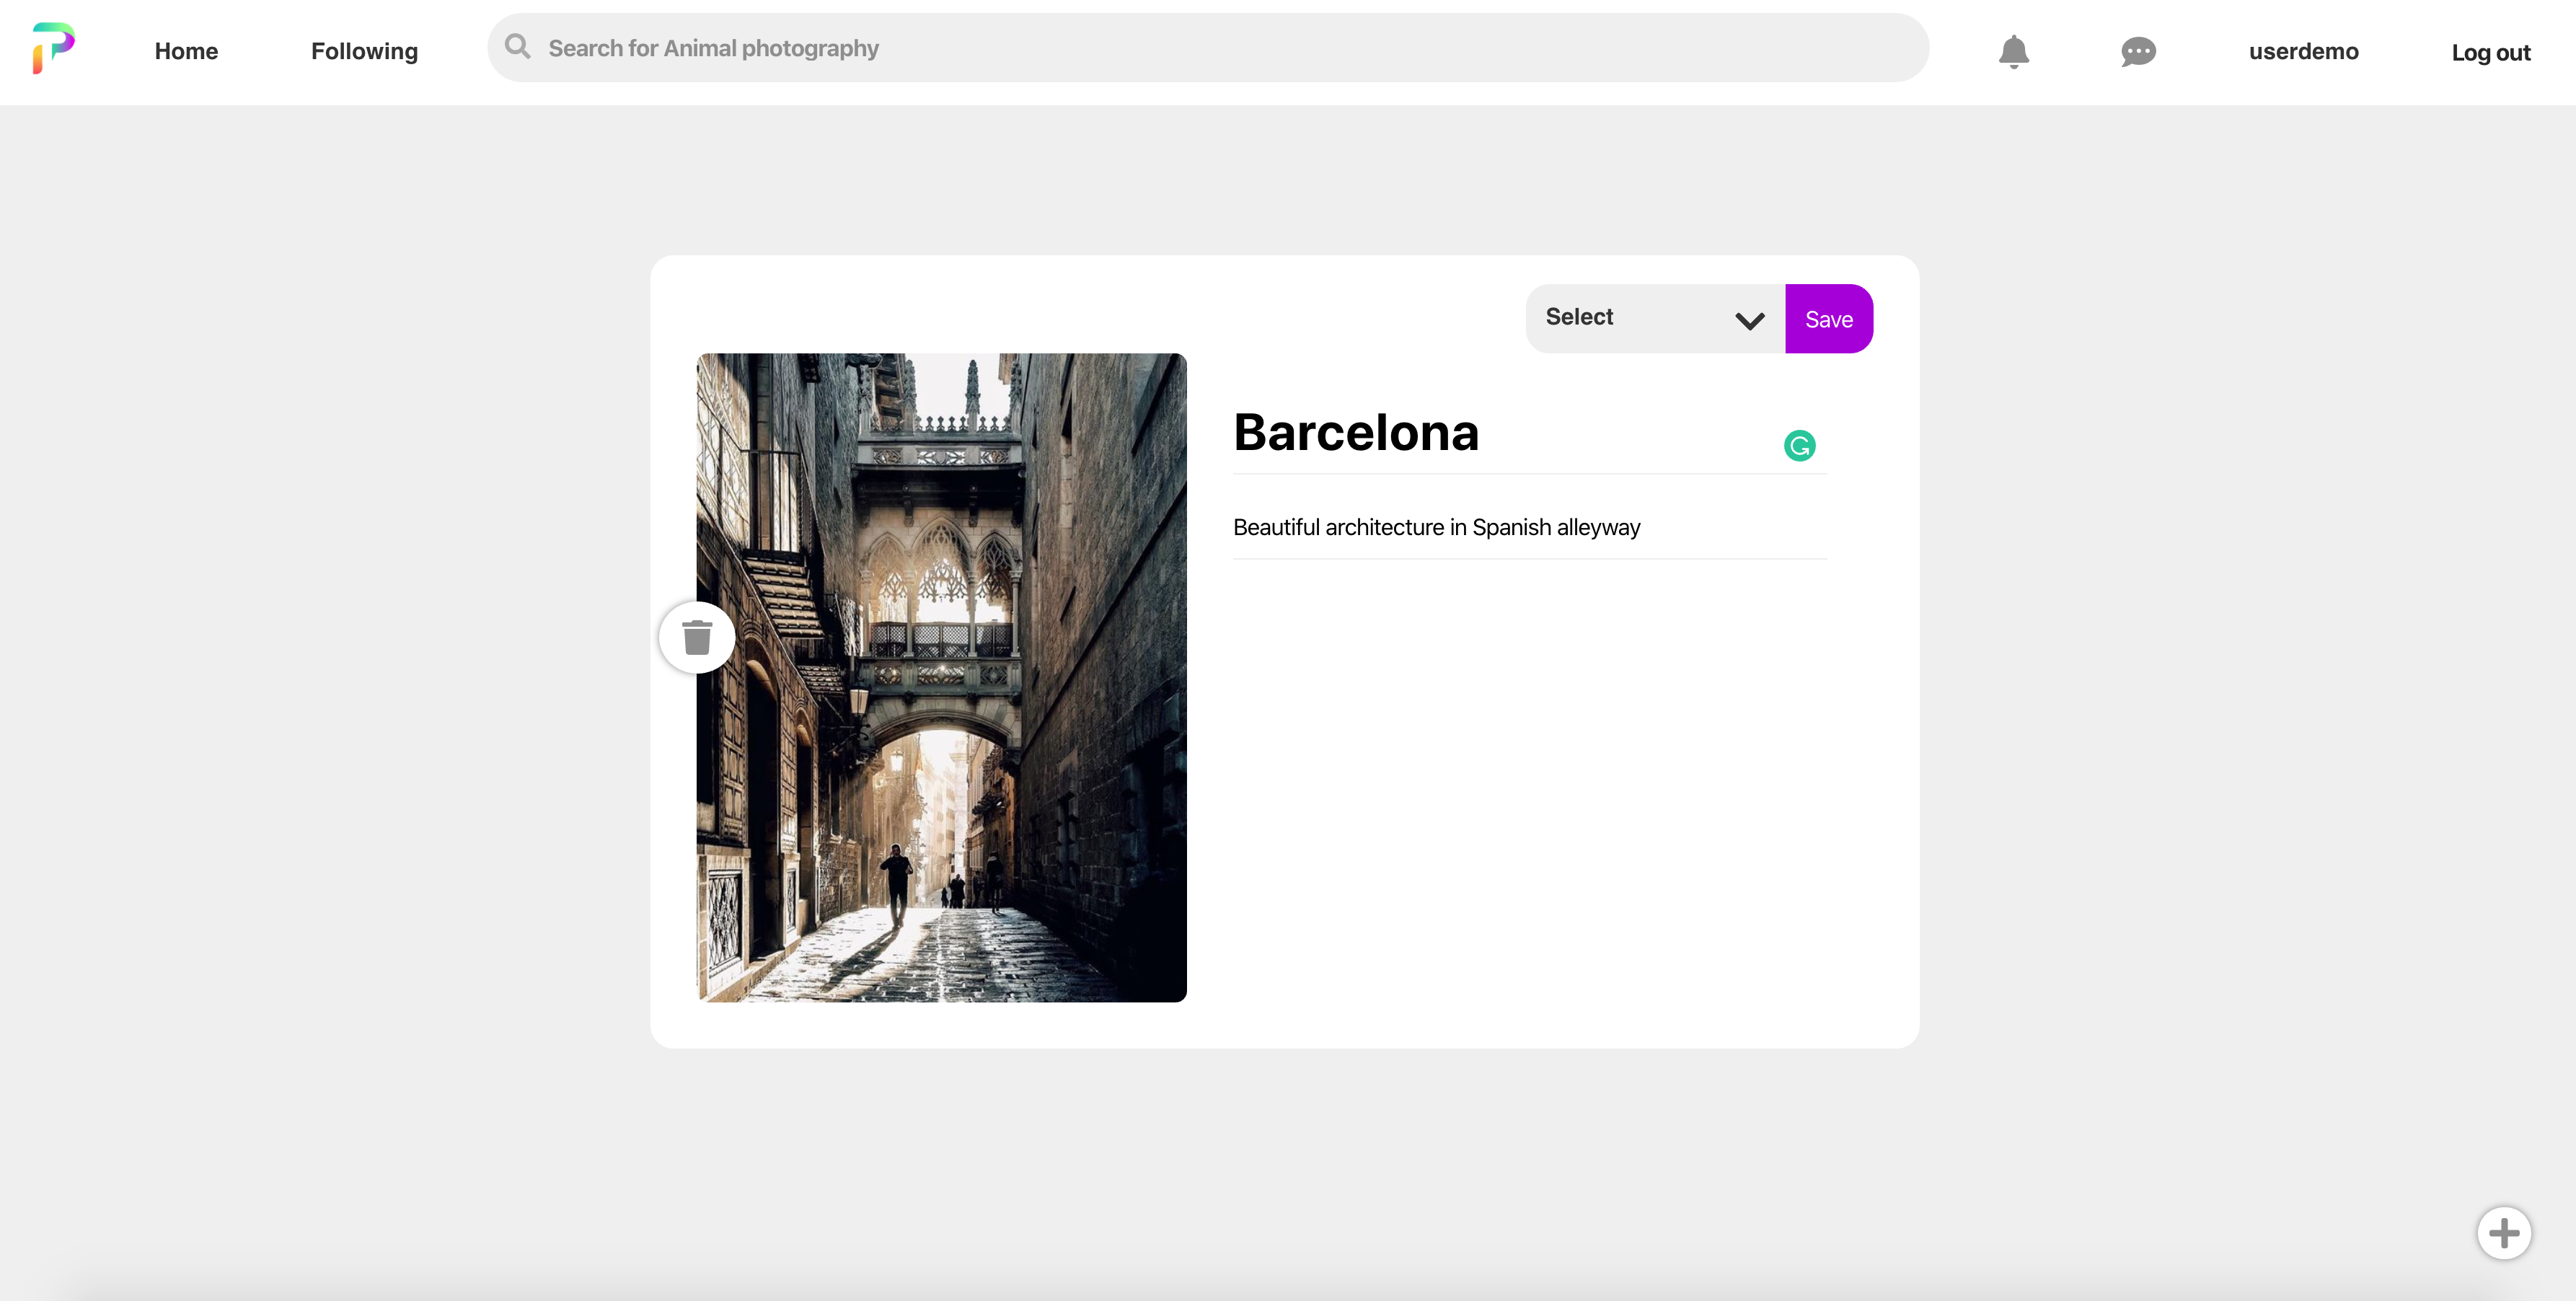 Home
Following
Search for Animal photography
userdemo
Log out
Select
Save
Barcelona
Beautiful architecture in Spanish alleyway